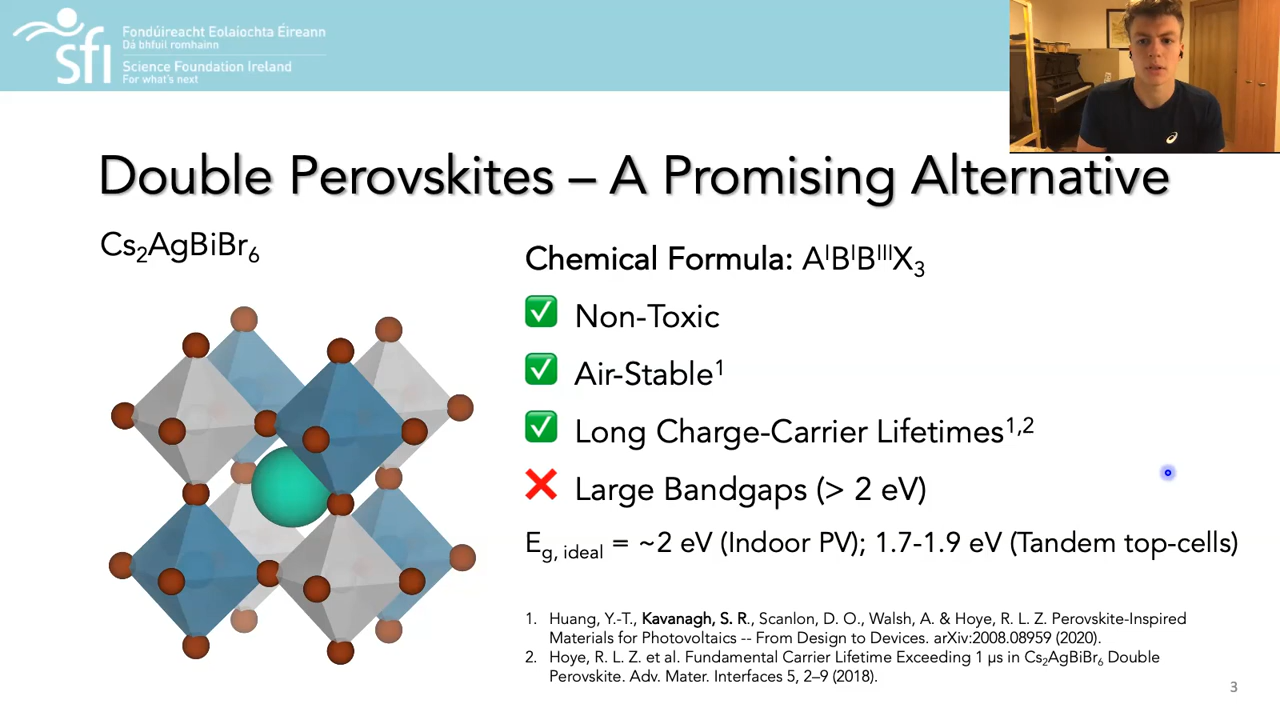 Fondúireacht Eolaíochta Éireann
Dá bhfuil romhainn
sfi
Science Foundation Ireland
For what's next
Double Perovskites – A Promising Alternative
Cs₂AgBiBr₆
Chemical Formula: AᴵBᴵBᴵᴵᴵX₃
✅ Non-Toxic
✅ Air-Stable¹
✅ Long Charge-Carrier Lifetimes¹,²
❌ Large Bandgaps (> 2 eV)
Eg, ideal = ~2 eV (Indoor PV); 1.7-1.9 eV (Tandem top-cells)
1. Huang, Y.-T., Kavanagh, S. R., Scanlon, D. O., Walsh, A. & Hoye, R. L. Z. Perovskite-Inspired
Materials for Photovoltaics -- From Design to Devices. arXiv:2008.08959 (2020).
2. Hoye, R. L. Z. et al. Fundamental Carrier Lifetime Exceeding 1 µs in Cs₂AgBiBr₆ Double
Perovskite. Adv. Mater. Interfaces 5, 2–9 (2018).
3